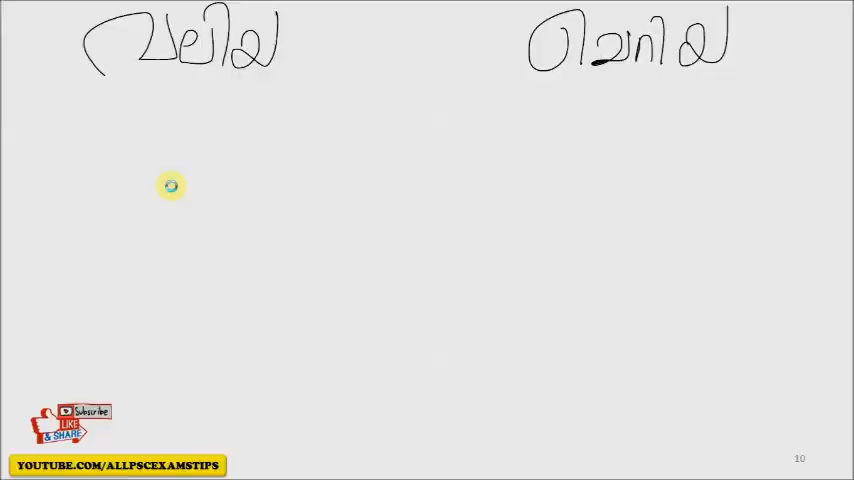 വലിയ ചെറിയ
Subscribe
LIKE
& SHARE
YOUTUBE.COM/ALLPSCEXAMSTIPS
10